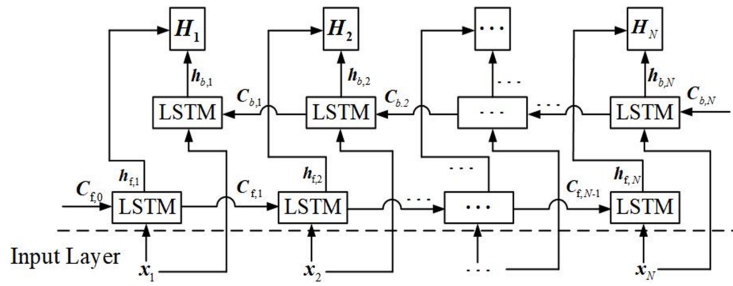 H1 H2 ... HN
hb,1 hb,2 ... hb,N
Cb,1 Cb.2 ... Cb,N
LSTM LSTM ... LSTM
hf,1 hf,2 ... hf,N
Cf,0 Cf,1 ... Cf,N-1
LSTM LSTM ... LSTM
Input Layer
x1 x2 ... xN